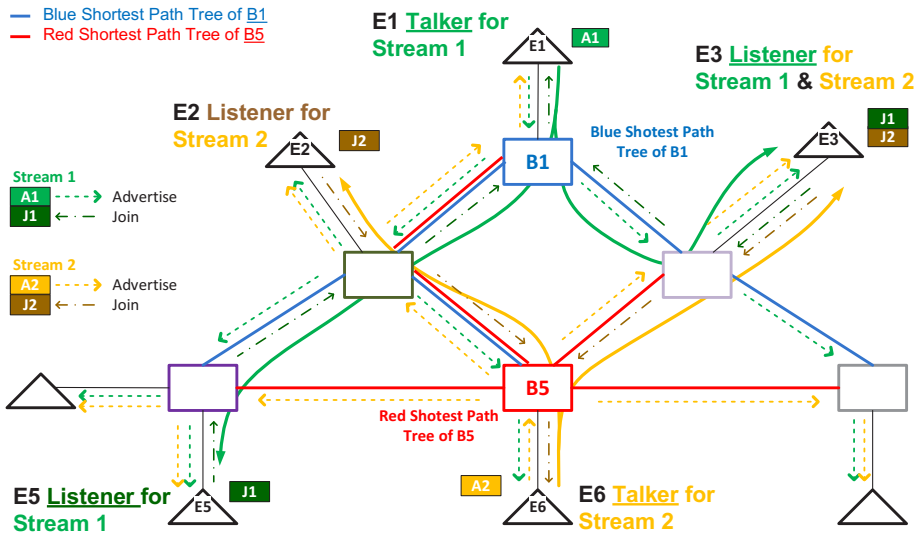 Blue Shortest Path Tree of B1
Red Shortest Path Tree of B5
E1 Talker for
Stream 1
E1
A1
E3 Listener for
Stream 1 & Stream 2
E2 Listener for
Stream 2
E2
J2
B1
Blue Shotest Path
Tree of B1
J1
J2
E3
Stream 1
A1 Advertise
J1 Join
Stream 2
A2 Advertise
J2 Join
B5
Red Shotest Path
Tree of B5
E5 Listener for
Stream 1
E5
J1
A2
E6
E6 Talker for
Stream 2